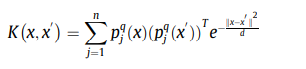 K(x,x′) = ∑_{j=1}^{n} p_j^q(x)(p_j^q(x′))^T e^{-‖x-x′‖²/d}